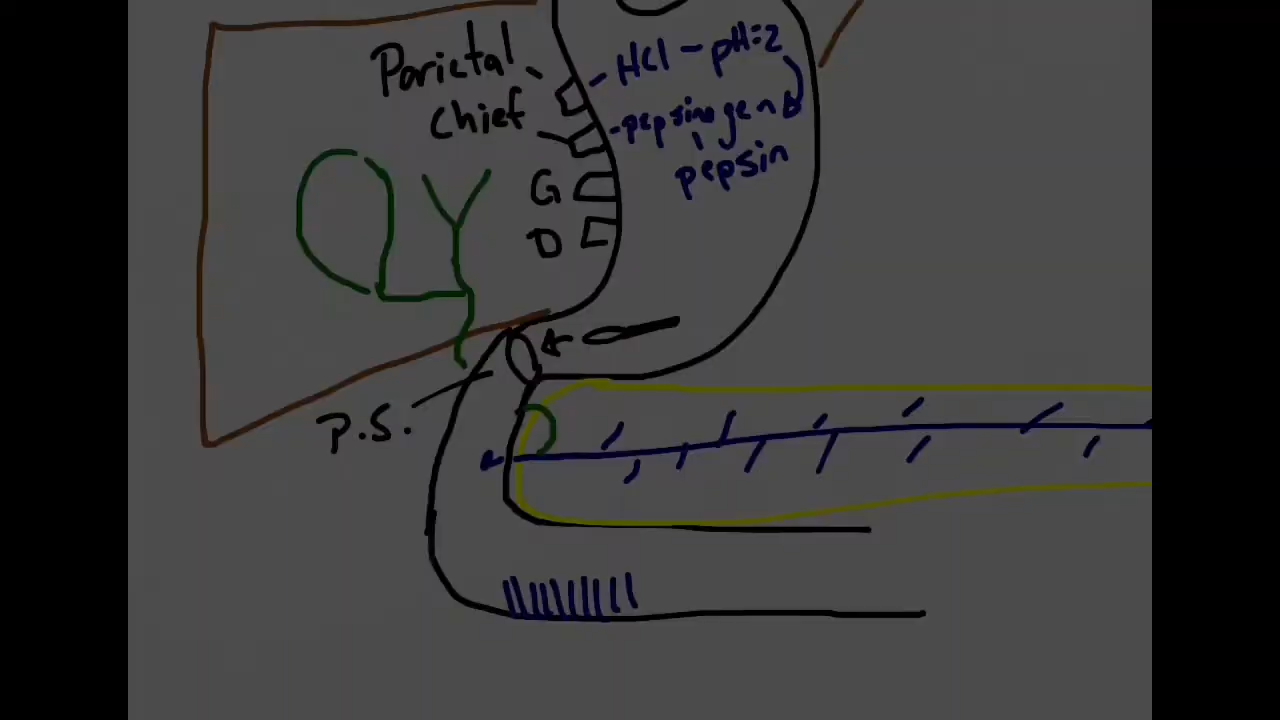 Parietal - HCl - pH=2
Chief - pepsinogen
pepsin
G
D
P.S.